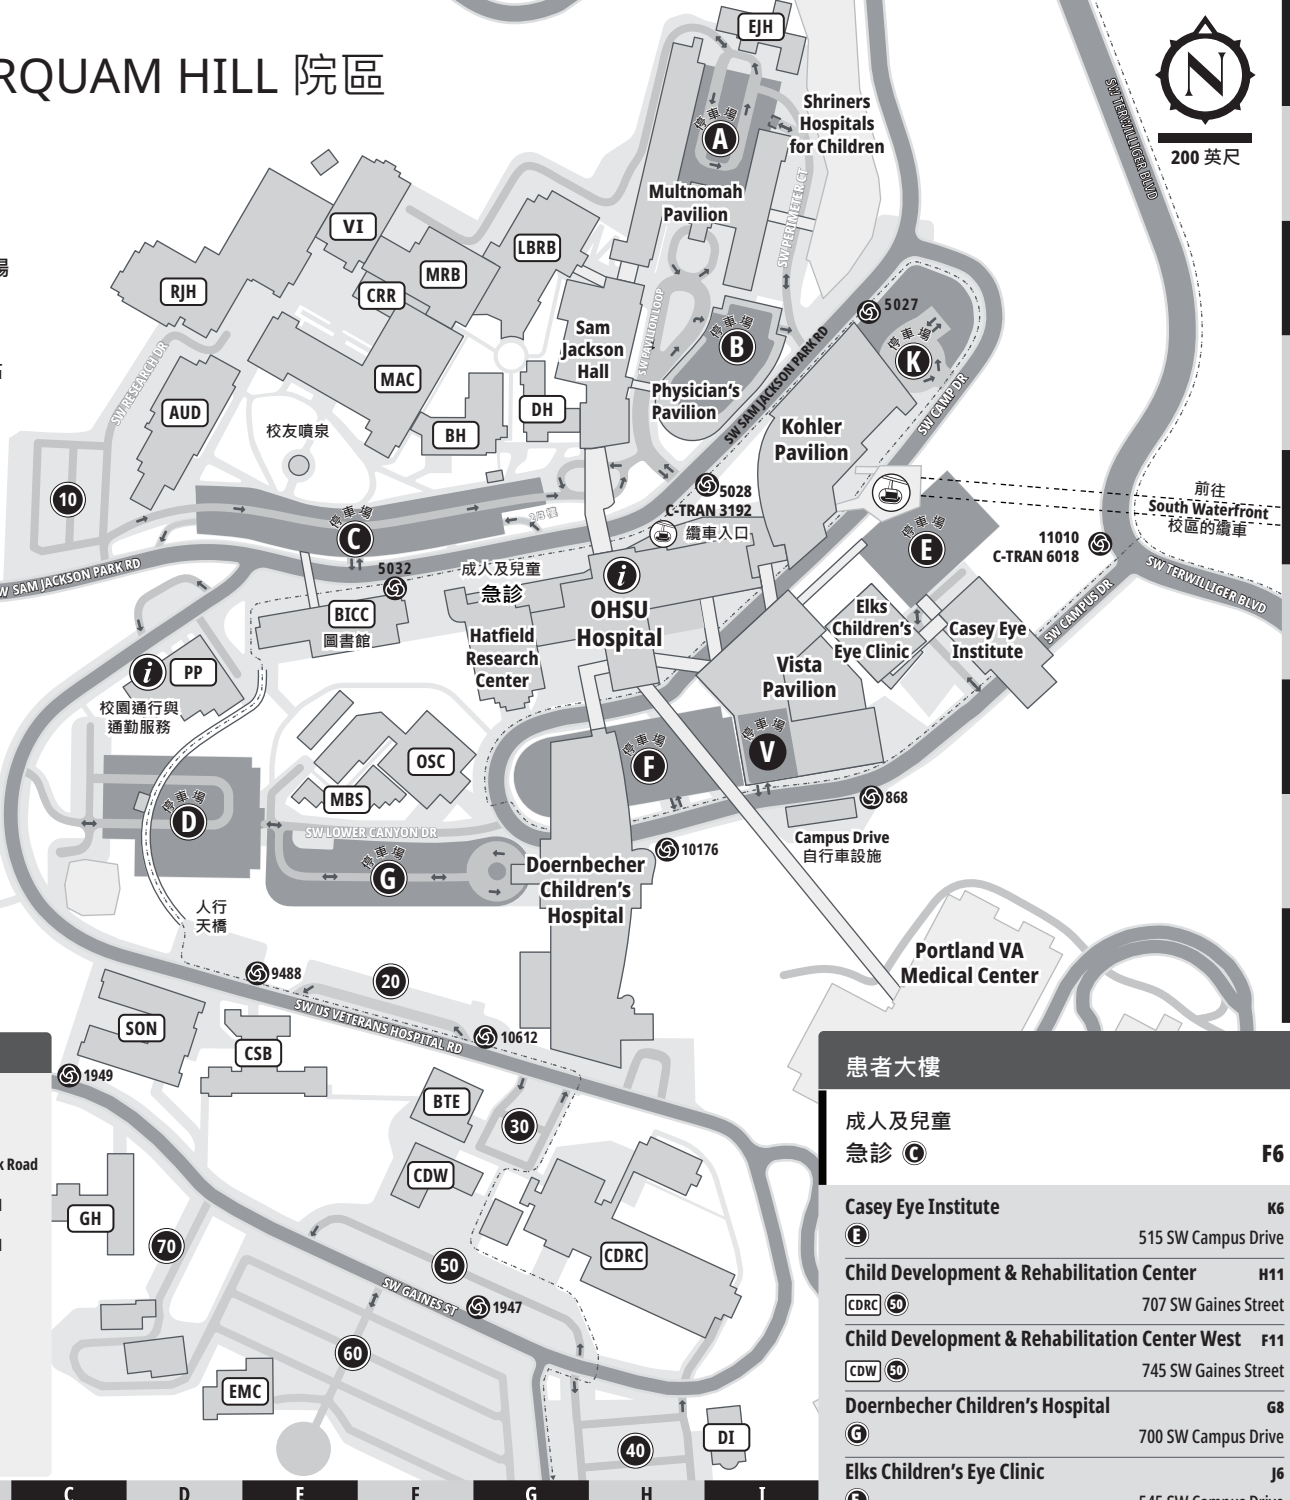 RQUAM HILL 院區
N
200 英尺
EJH
停車場
A
Shriners
Hospitals
for Children
SW TERWILLIGER BLVD
Multnomah
Pavilion
SW PERIMETER CT
VI
LBRB
MRB
CRR
RJH
場
Sam
Jackson
Hall
SW PAVILION LOOP
停車場
B
5027
停車場
K
SW RESEARCH DR
MAC
AUD
DH
BH
Physician's
Pavilion
SW SAM JACKSON PARK RD
SW CAMP DR
Kohler
Pavilion
校友噴泉
10
停車場
C
5028
C-TRAN 3192
纜車入口
前往
South Waterfront
校區的纜車
停車場
E
11010
C-TRAN 6018
W SAM JACKSON PARK RD
5032
成人及兒童
急診
i
OHSU
Hospital
BICC
圖書館
Hatfield
Research
Center
Elks
Children's
Eye Clinic
Casey Eye
Institute
SW CAMPUS DR
SW TERWILLIGER BLVD
i
PP
校園通行與
通勤服務
Vista
Pavilion
停車場
F
停車場
V
OSC
MBS
停車場
D
SW LOWER CANYON DR
停車場
G
868
Campus Drive
自行車設施
10176
Doernbecher
Children's
Hospital
人行
天橋
Portland VA
Medical Center
9488
20
SW US VETERANS HOSPITAL RD
10612
SON
CSB
1949
BTE
30
CDW
k Road
GH
70
50
CDRC
SW GAINES ST
1947
60
EMC
40
DI
C D E F G H I
患者大樓
成人及兒童
急診 C F6
Casey Eye Institute K6
E 515 SW Campus Drive
Child Development & Rehabilitation Center H11
CDRC 50 707 SW Gaines Street
Child Development & Rehabilitation Center West F11
CDW 50 745 SW Gaines Street
Doernbecher Children's Hospital G8
G 700 SW Campus Drive
Elks Children's Eye Clinic J6
E 545 SW Campus Drive